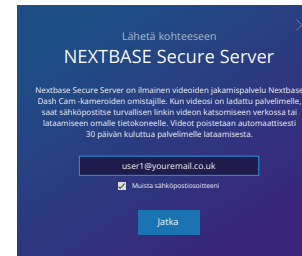 Lähetä kohteeseen
NEXTBASE Secure Server
Nextbase Secure Server on ilmainen videoiden jakamispalvelu Nextbase
Dash Cam -kameroiden omistajille. Kun videosi on ladattu palvelimelle,
saat sähköpostitse turvallisen linkin videon katsomiseen verkossa tai
lataamiseen omalle tietokoneelle. Videot poistetaan automaattisesti
30 päivän kuluttua palvelimelle lataamisesta.
user1@youremail.co.uk
Muista sähköpostiosoitteeni
Jatka